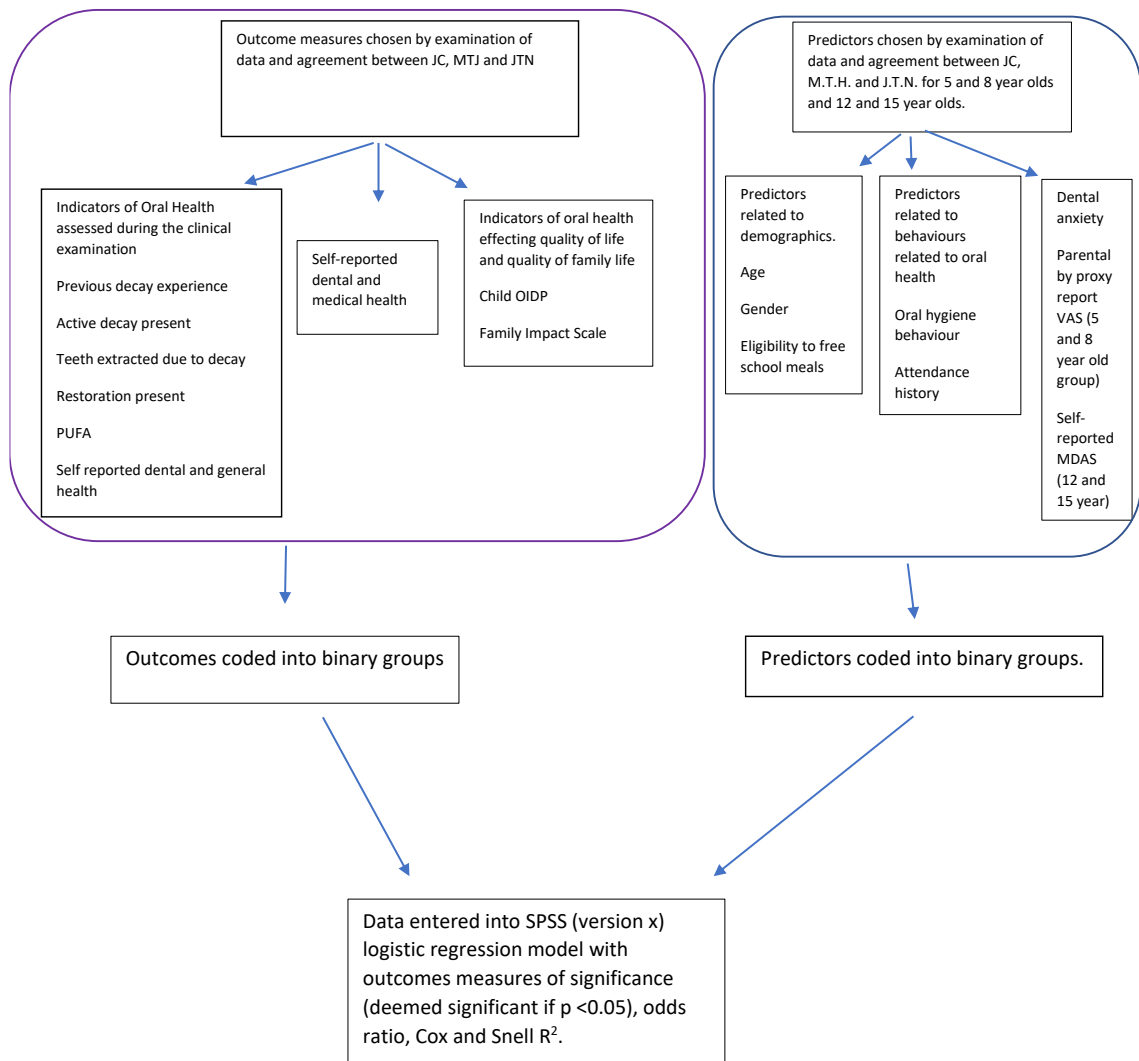 Outcome measures chosen by examination of
data and agreement between JC, MTJ and JTN
Indicators of Oral Health
assessed during the clinical
examination
Previous decay experience
Active decay present
Teeth extracted due to decay
Restoration present
PUFA
Self reported dental and general
health
Self-reported
dental and
medical health
Indicators of oral health
effecting quality of life
and quality of family life
Child OIDP
Family Impact Scale
Predictors chosen by examination of
data and agreement between JC,
M.T.H. and J.T.N. for 5 and 8 year olds
and 12 and 15 year olds.
Predictors
related to
demographics.
Age
Gender
Eligibility to free
school meals
Predictors
related to
behaviours
related to oral
health
Oral hygiene
behaviour
Attendance
history
Dental anxiety
Parental by proxy
report
VAS (5
and 8
year old
group)
Self-
reported
MDAS
(12 and
15 year)
Outcomes coded into binary groups
Predictors coded into binary groups.
Data entered into SPSS (version x)
logistic regression model with
outcomes measures of significance
(deemed significant if p <0.05), odds
ratio, Cox and Snell R².